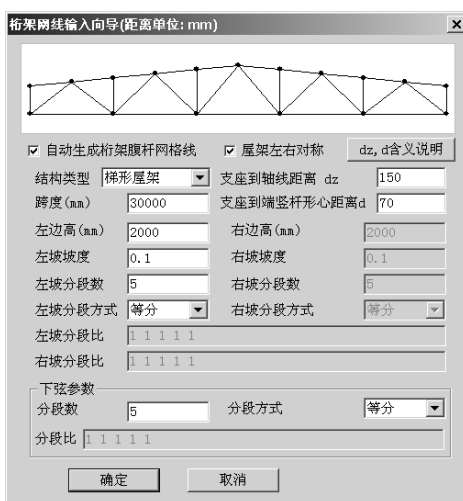 桁架网线输入向导(距离单位: mm)
自动生成桁架腹杆网格线 屋架左右对称 dz, d含义说明
结构类型 梯形屋架 支座到轴线距离 dz 150
跨度(mm) 30000 支座到端竖杆形心距离d 70
左边高(mm) 2000 右边高(mm) 2000
左坡坡度 0.1 右坡坡度 0.1
左坡分段数 5 右坡分段数 5
左坡分段方式 等分 右坡分段方式 等分
左坡分段比 1 1 1 1 1
右坡分段比 1 1 1 1 1
下弦参数
分段数 5 分段方式 等分
分段比 1 1 1 1 1
确定 取消